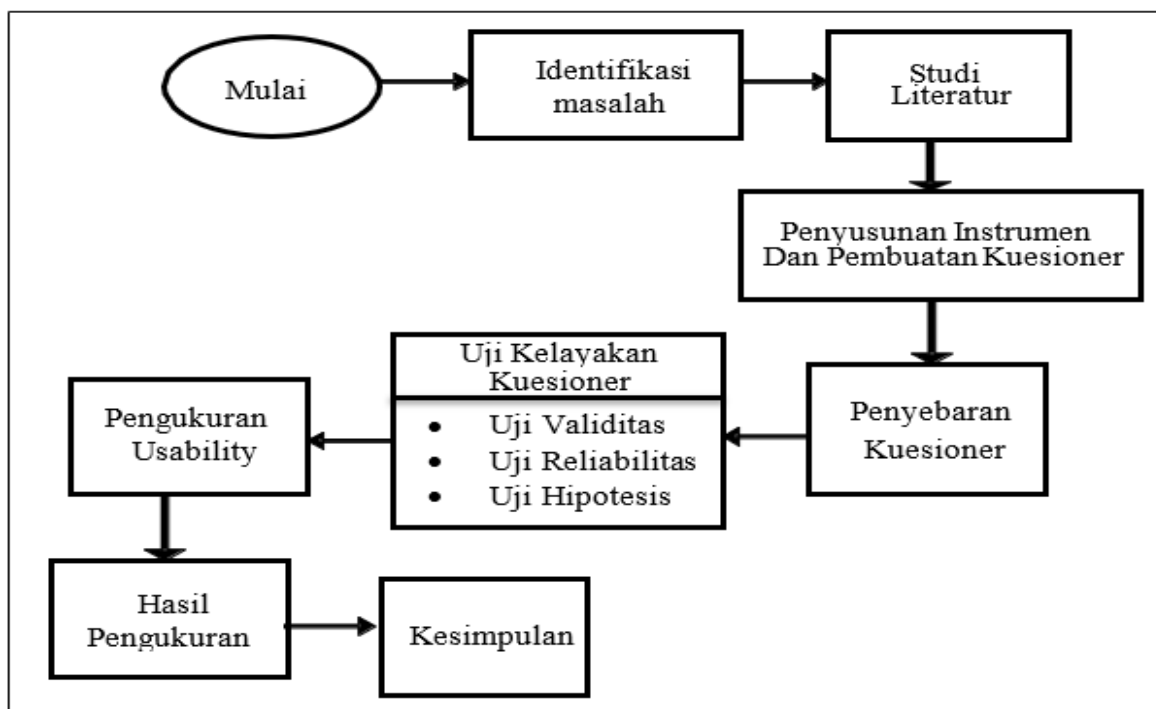 Mulai
Identifikasi
masalah
Studi
Literatur
Penyusunan Instrumen
Dan Pembuatan Kuesioner
Penyebaran
Kuesioner
Uji Kelayakan
Kuesioner
• Uji Validitas
• Uji Reliabilitas
• Uji Hipotesis
Pengukuran
Usability
Hasil
Pengukuran
Kesimpulan